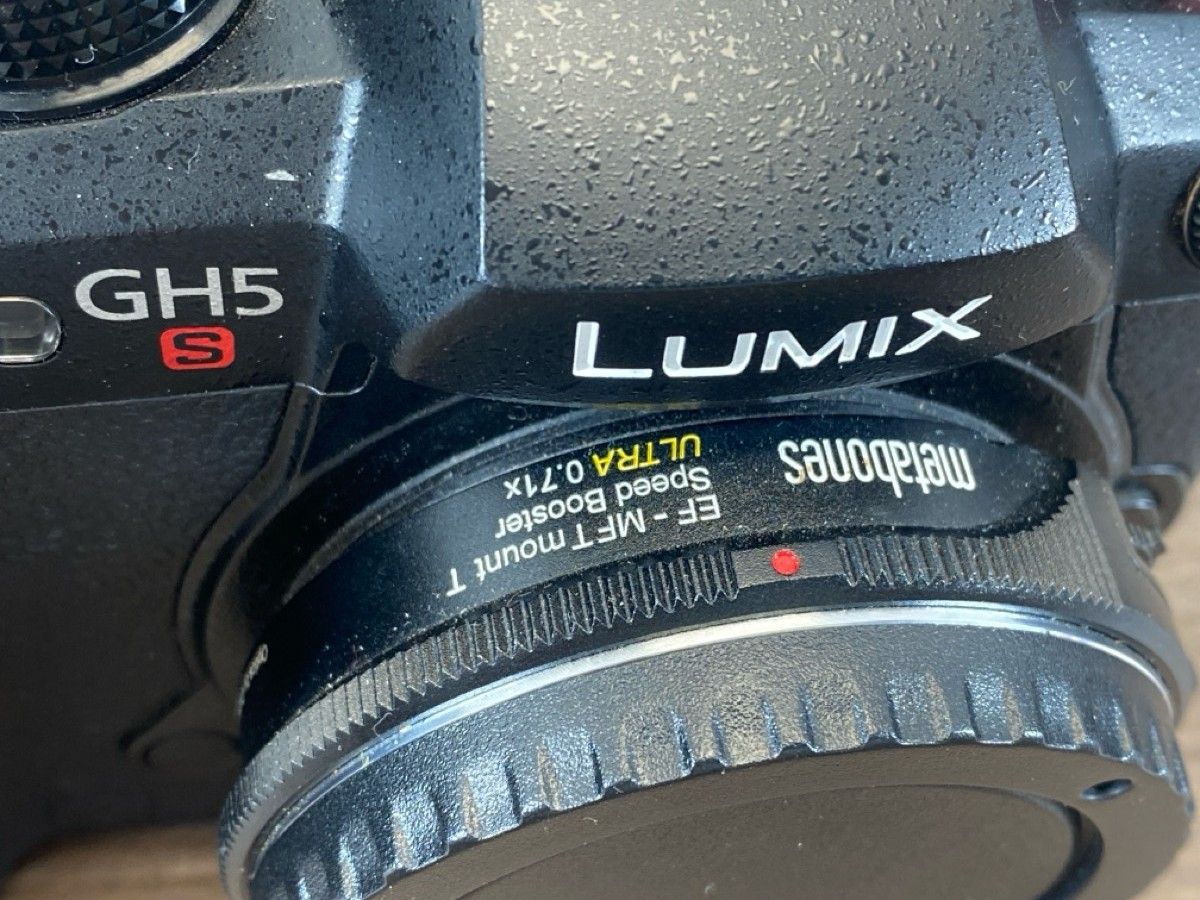 GH5
S
LUMIX
metabones
EF - MFT mount T
Speed Booster
ULTRA 0.71x